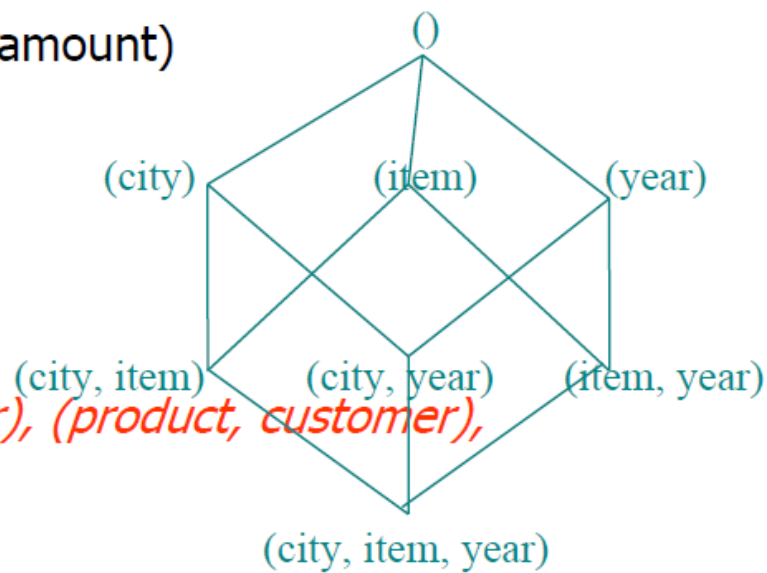 amount)
()
(city) (item) (year)
(city, item) (city, year) (item, year)
), (product, customer),
(city, item, year)